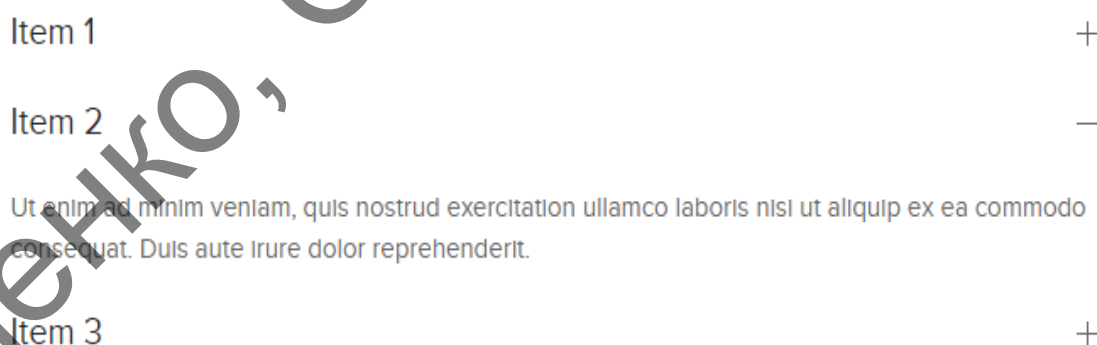 Item 1
+
Item 2
–
Ut enim ad minim veniam, quis nostrud exercitation ullamco laboris nisi ut aliquip ex ea commodo
consequat. Duis aute irure dolor reprehenderit.
Item 3
+
енко,